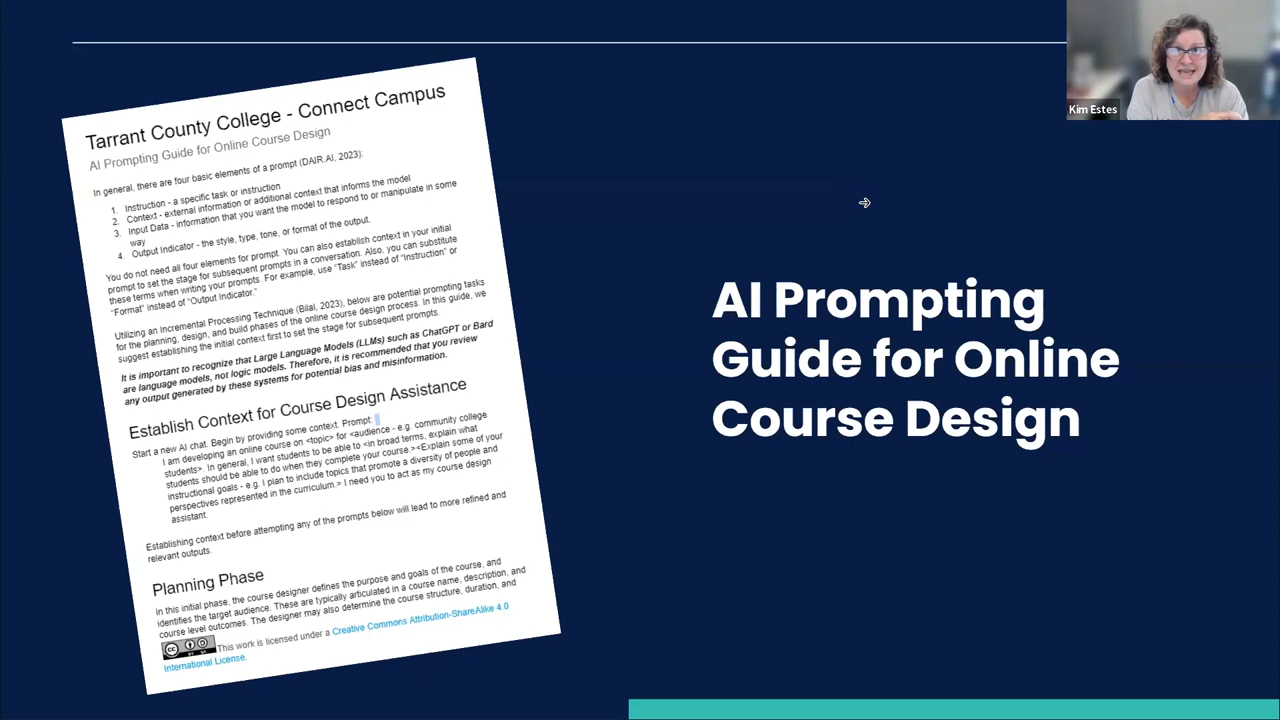 Tarrant County College - Connect Campus
AI Prompting Guide for Online Course Design
In general, there are four basic elements of a prompt (DAIR.AI, 2023):
1. Instruction - a specific task or instruction
2. Context - external information or additional context that informs the model
3. Input Data - information that you want the model to respond to or manipulate in some
way
4. Output Indicator - the style, type, tone, or format of the output.
You do not need all four elements for prompt. You can also establish context in your initial
prompt to set the stage for subsequent prompts in a conversation. Also, you can substitute
these terms when writing your prompts. For example, use “Task” instead of “Instruction” or
“Format” instead of “Output Indicator.”
Utilizing an Incremental Processing Technique (Bilal, 2023), below are potential prompting tasks
for the planning, design, and build phases of the online course design process. In this guide, we
suggest establishing the initial context first to set the stage for subsequent prompts.
It is important to recognize that Large Language Models (LLMs) such as ChatGPT or Bard
are language models, not logic models. Therefore, it is recommended that you review
any output generated by these systems for potential bias and misinformation.
Establish Context for Course Design Assistance
Start a new AI chat. Begin by providing some context. Prompt:
I am developing an online course on <topic> for <audience - e.g. community college
students>. In general, I want students to be able to <in broad terms, explain what
students should be able to do when they complete your course.><Explain some of your
instructional goals - e.g. I plan to include topics that promote a diversity of people and
perspectives represented in the curriculum.> I need you to act as my course design
assistant.
Establishing context before attempting any of the prompts below will lead to more refined and
relevant outputs.
Planning Phase
In this initial phase, the course designer defines the purpose and goals of the course, and
identifies the target audience. These are typically articulated in a course name, description, and
course level outcomes. The designer may also determine the course structure, duration, and
This work is licensed under a Creative Commons Attribution-ShareAlike 4.0
International License.
cc
BY SA
Kim Estes
AI Prompting
Guide for Online
Course Design